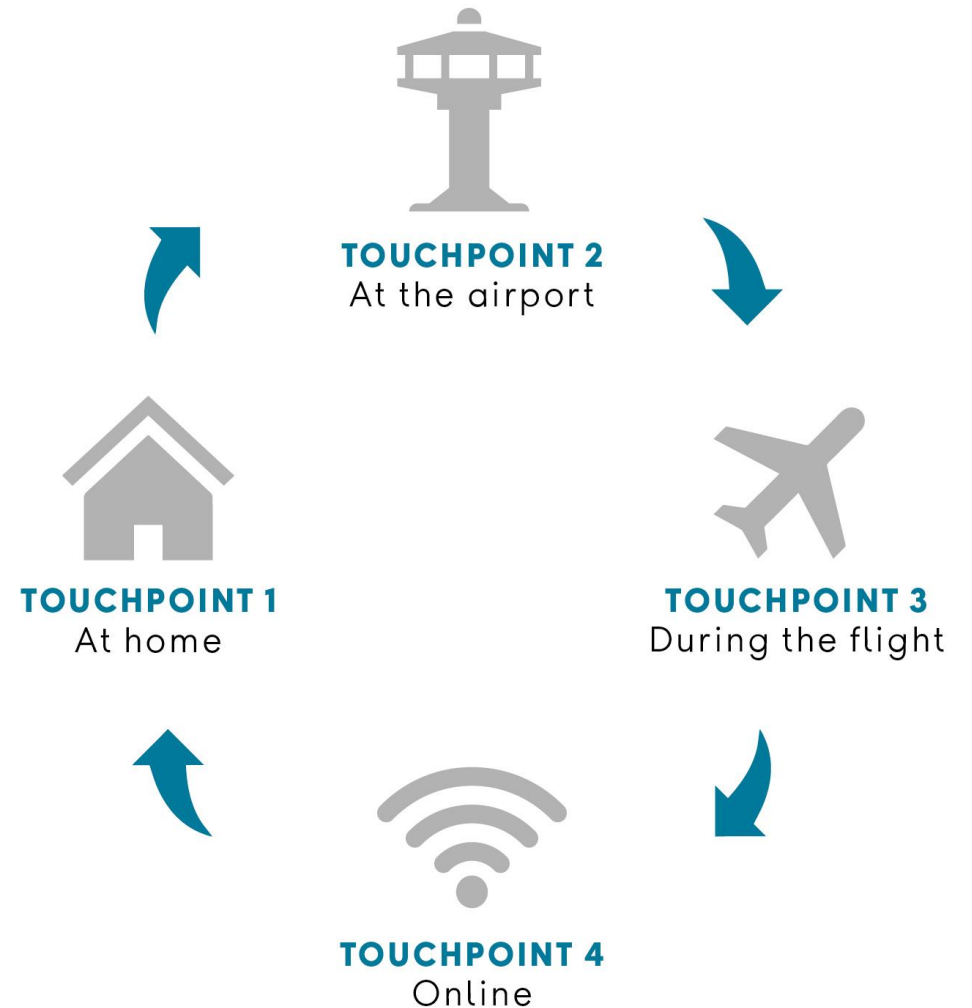 TOUCHPOINT 2
At the airport
TOUCHPOINT 1
At home
TOUCHPOINT 3
During the flight
TOUCHPOINT 4
Online